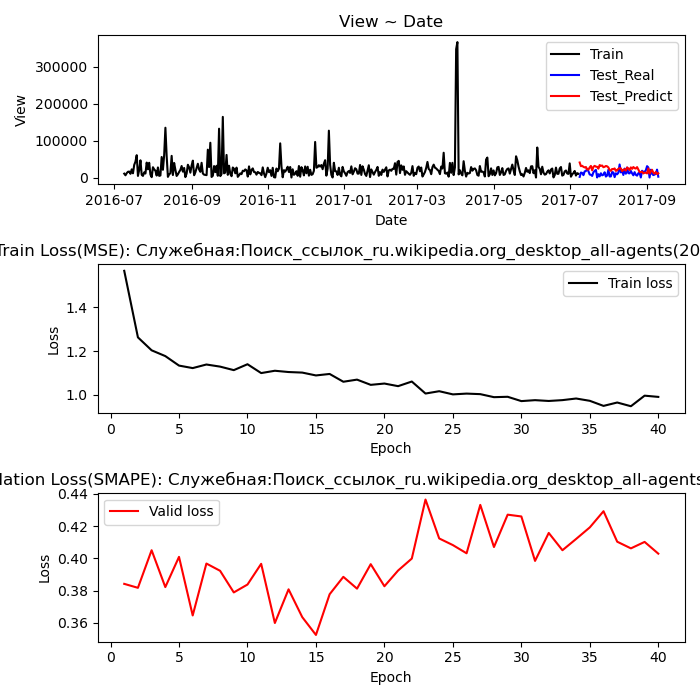 View ~ Date
View
300000
200000
100000
0
Train
Test_Real
Test_Predict
2016-07 2016-09 2016-11 2017-01 2017-03 2017-05 2017-07 2017-09
Date
Train Loss(MSE): Служебная:Поиск_ссылок_ru.wikipedia.org_desktop_all-agents(20
Loss
1.4
1.2
1.0
Train loss
0 5 10 15 20 25 30 35 40
Epoch
lation Loss(SMAPE): Служебная:Поиск_ссылок_ru.wikipedia.org_desktop_all-agents
Loss
0.44
0.42
0.40
0.38
0.36
Valid loss
0 5 10 15 20 25 30 35 40
Epoch